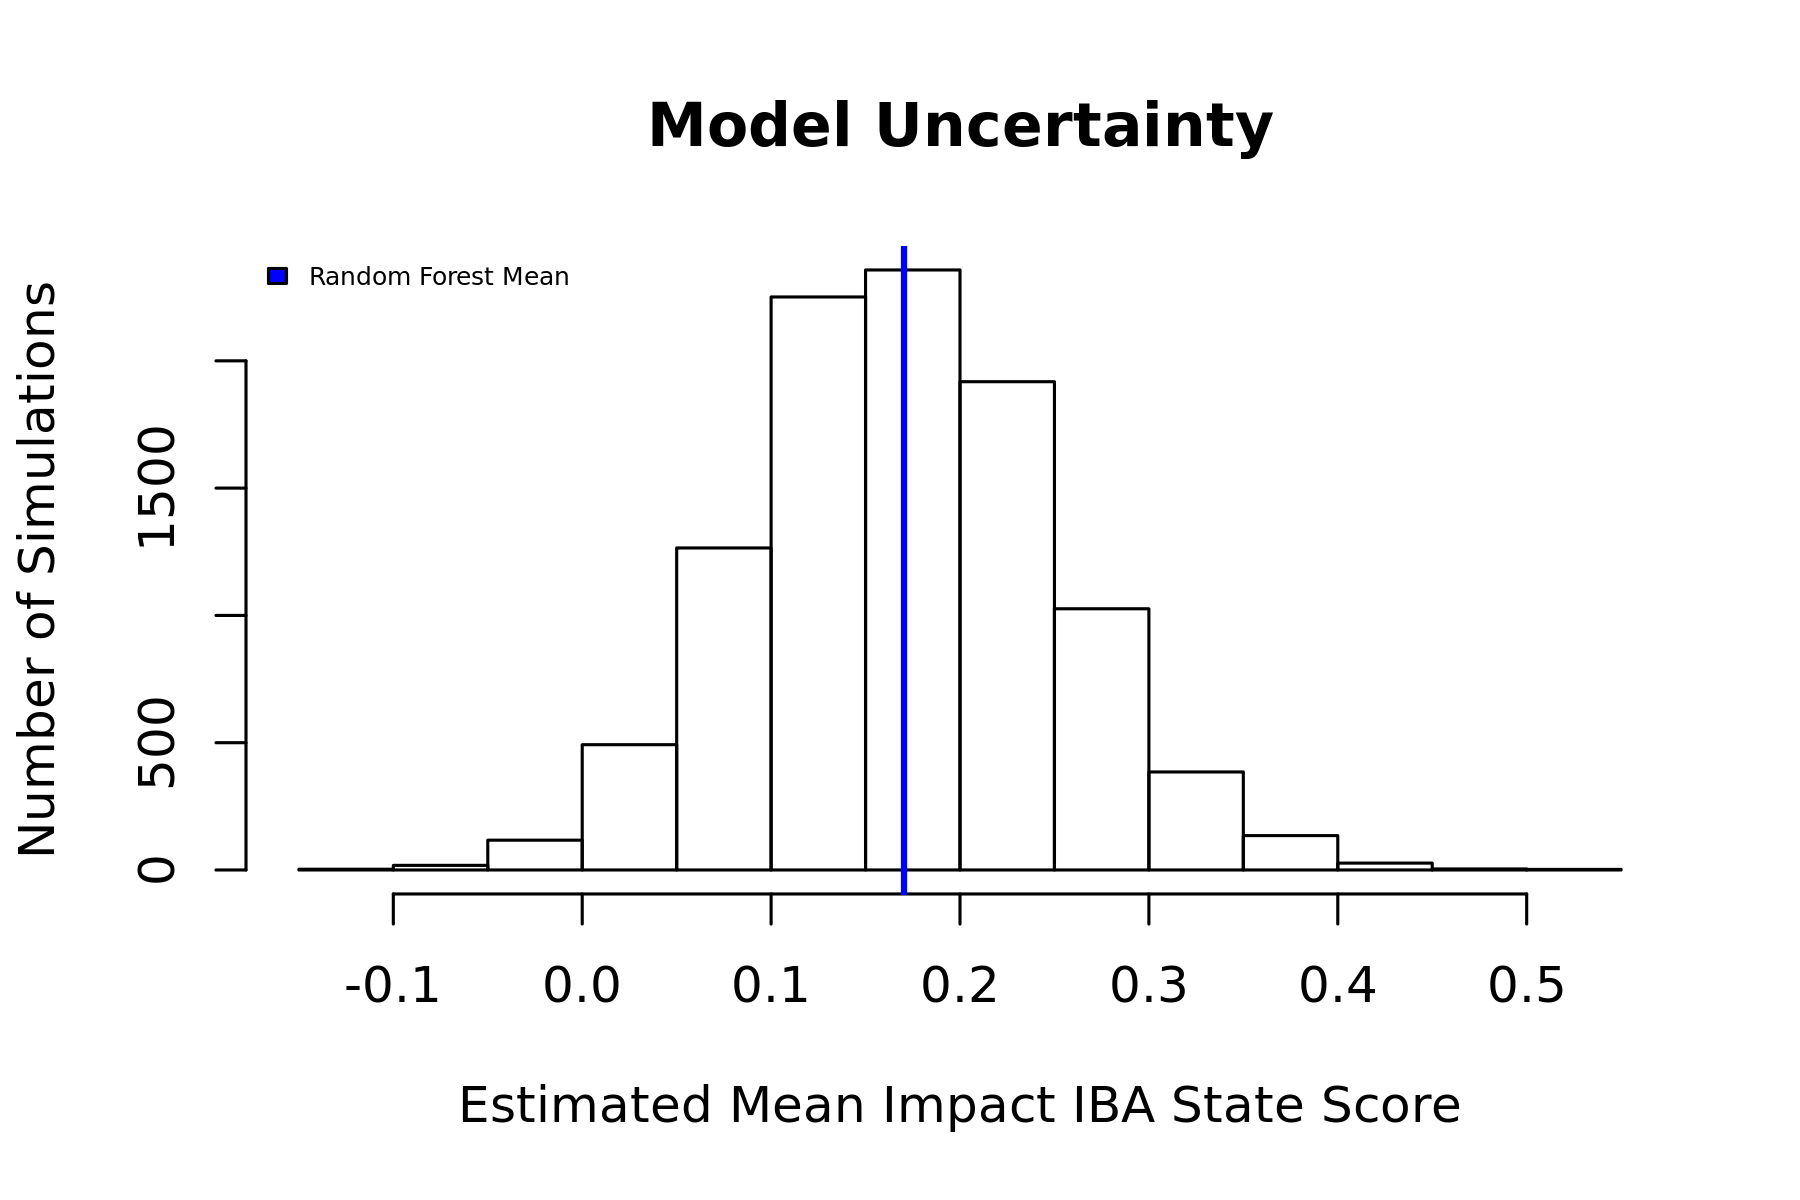 Model Uncertainty
Random Forest Mean
Number of Simulations
1500
500
0
-0.1 0.0 0.1 0.2 0.3 0.4 0.5
Estimated Mean Impact IBA State Score